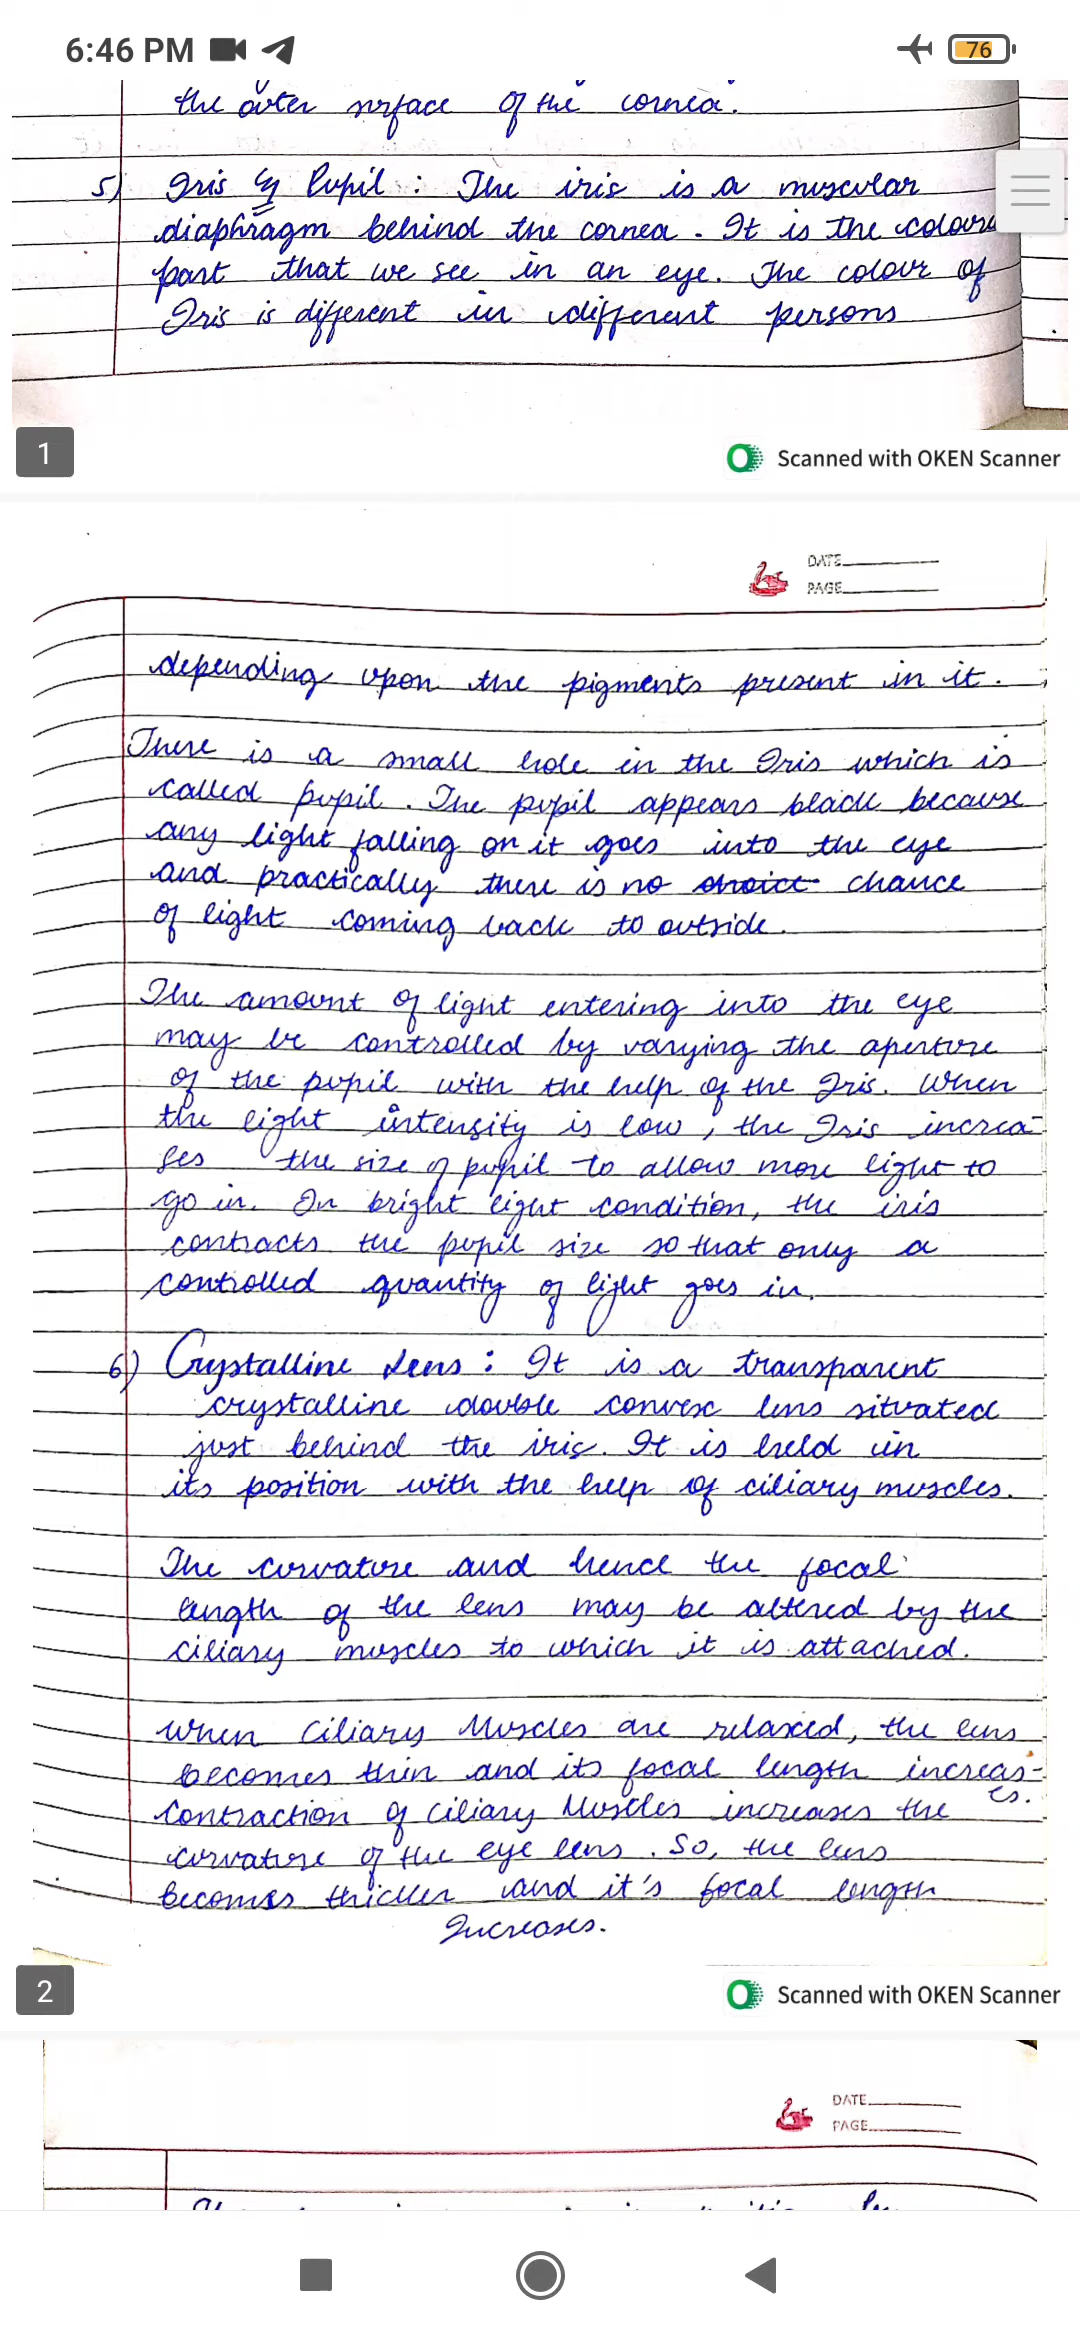 6:46 PM
76
the outer surface of the cornea.
5) Iris & Pupil : The iris is a muscular
diaphragm behind the cornea. It is the coloure
part that we see in an eye. The colour of
Iris is different in different persons
1
Scanned with OKEN Scanner
DATE
PAGE
depending upon the pigments present in it.
There is a small hole in the Iris which is
called pupil. The pupil appears black because
any light falling on it goes into the eye
and practically there is no choice chance
of light coming back to outside.
The amount of light entering into the eye
may be controlled by varying the aperture
of the pupil with the help of the Iris. When
the light intensity is low, the Iris increa-
ses the size of pupil to allow more light to
go in. In bright light condition, the iris
contracts the pupil size so that only a
controlled quantity of light goes in.
6) Crystalline Lens : It is a transparent
crystalline double convex lens situated
just behind the iris. It is held in
its position with the help of ciliary muscles.
The curvature and hence the focal
length of the lens may be altered by the
ciliary muscles to which it is attached.
When Ciliary Muscles are relaxed, the lens
becomes thin and its focal length increas-
es.
Contraction of Ciliary Muscles increases the
curvature of the eye lens. So, the lens
becomes thicker and it's focal length
Increases.
2
Scanned with OKEN Scanner
DATE
PAGE